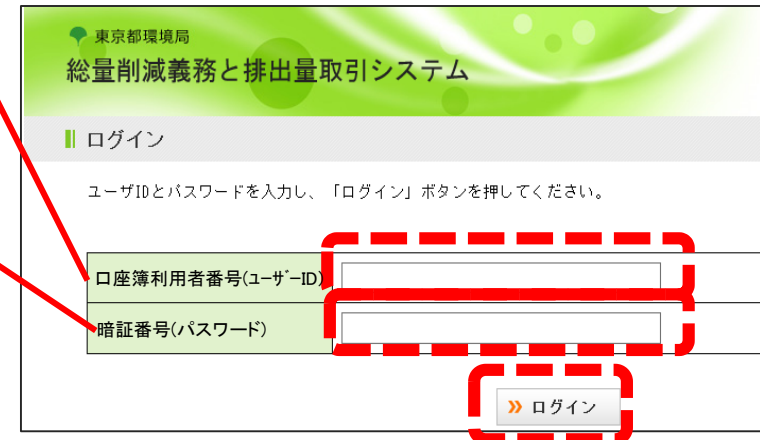 東京都環境局
総量削減義務と排出量取引システム
ログイン
ユーザIDとパスワードを入力し、「ログイン」ボタンを押してください。
口座簿利用者番号(ﾕｰｻﾞｰID)
暗証番号(パスワード)
» ログイン